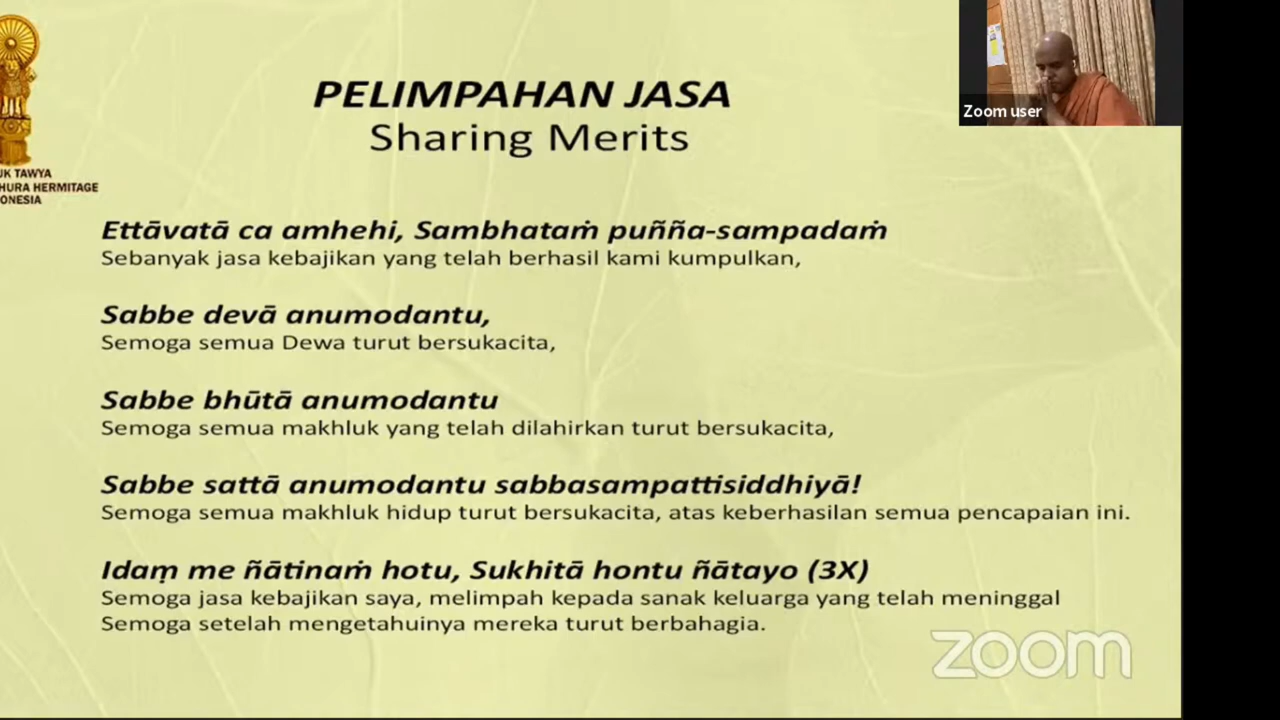 PELIMPAHAN JASA
Sharing Merits
Zoom user
UK TAWYA
HURA HERMITAGE
ONESIA
Ettāvatā ca amhehi, Sambhataṁ puñña-sampadaṁ
Sebanyak jasa kebajikan yang telah berhasil kami kumpulkan,
Sabbe devā anumodantu,
Semoga semua Dewa turut bersukacita,
Sabbe bhūtā anumodantu
Semoga semua makhluk yang telah dilahirkan turut bersukacita,
Sabbe sattā anumodantu sabbasampattisiddhiyā!
Semoga semua makhluk hidup turut bersukacita, atas keberhasilan semua pencapaian ini.
Idaṃ me ñātinaṁ hotu, Sukhitā hontu ñātayo (3X)
Semoga jasa kebajikan saya, melimpah kepada sanak keluarga yang telah meninggal
Semoga setelah mengetahuinya mereka turut berbahagia.
zoom